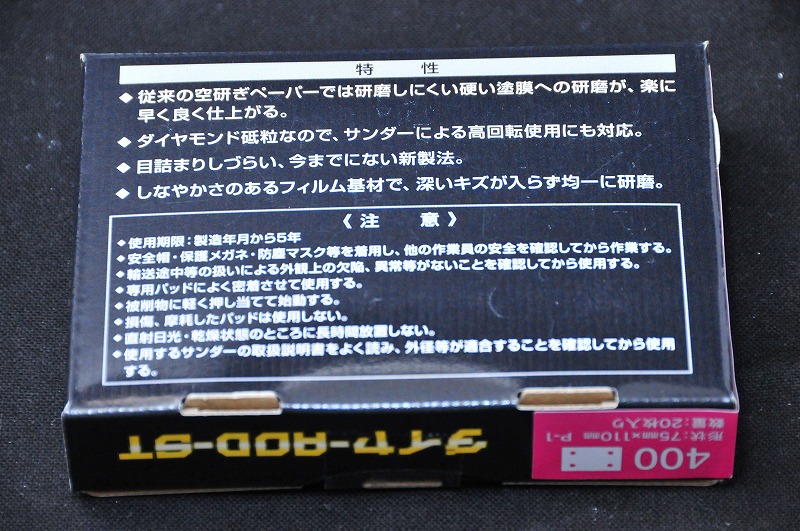 特性
◆従来の空研ぎペーパーでは研磨しにくい硬い塗膜への研磨が、楽に
早く良く仕上がる。
◆ダイヤモンド砥粒なので、サンダーによる高回転使用にも対応。
◆目詰まりしづらい、今までにない新製法。
◆しなやかさのあるフィルム基材で、深いキズが入らず均一に研磨。
《注意》
◆使用期限：製造年月から5年
◆安全帽・保護メガネ・防塵マスク等を着用し、他の作業員の安全を確認してから作業する。
◆輸送途中等の扱いによる外観上の欠陥、異常等がないことを確認してから使用する。
◆専用パッドによく密着させて使用する。
◆被削物に軽く押し当てて始動する。
◆損傷、摩耗したパッドは使用しない。
◆直射日光・乾燥状態のところに長時間放置しない。
◆使用するサンダーの取扱説明書をよく読み、外径等が適合することを確認してから使用
する。
ダイヤ-ROD-ST
400
形状：75mm×110mm P-1
数量：20枚入り